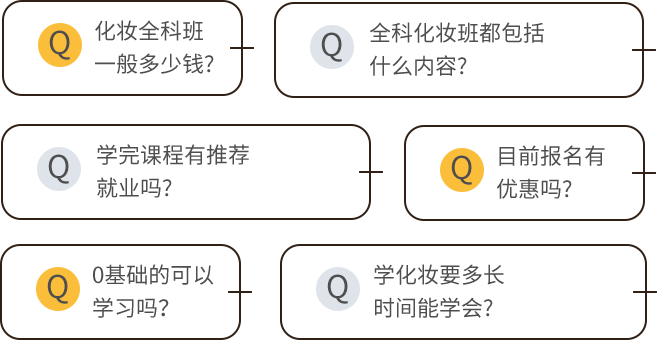 Q 化妆全科班
一般多少钱?
Q 全科化妆班都包括
什么内容?
Q 学完课程有推荐
就业吗?
Q 目前报名有
优惠吗?
Q 0基础的可以
学习吗?
Q 学化妆要多长
时间能学会?